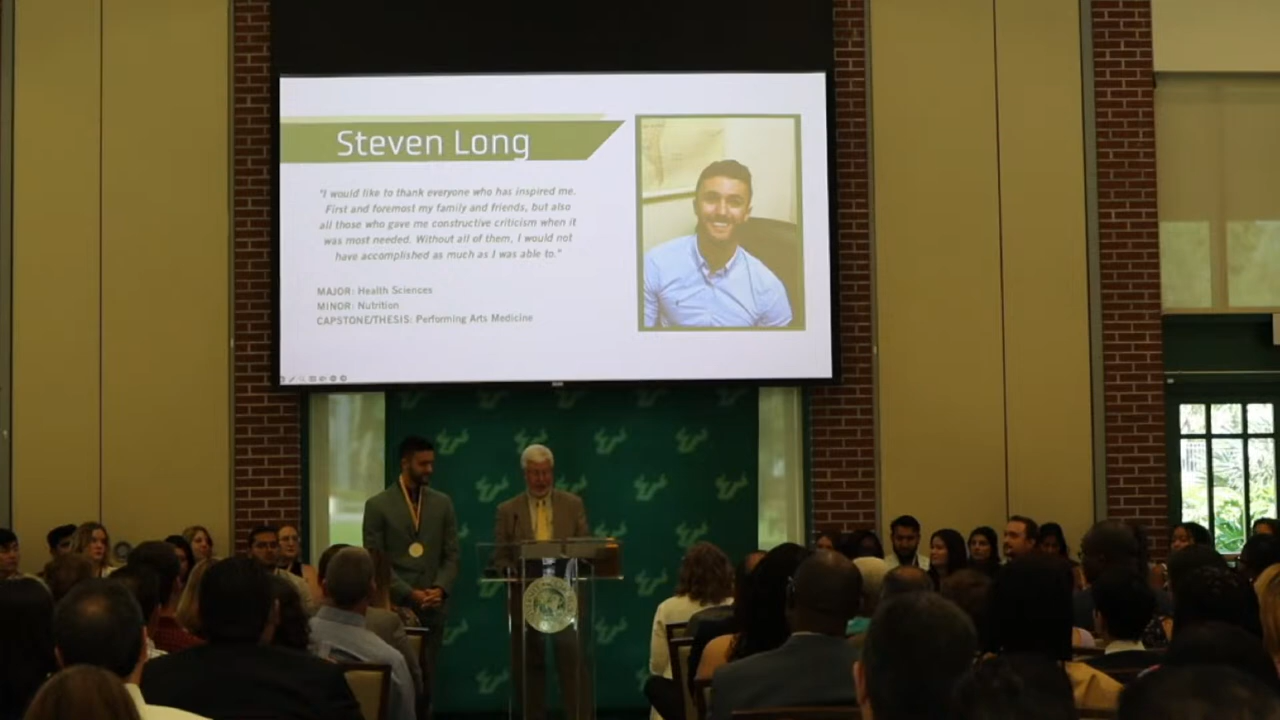 Steven Long
"I would like to thank everyone who has inspired me.
First and foremost my family and friends, but also
all those who gave me constructive criticism when it
was most needed. Without all of them, I would not
have accomplished as much as I was able to."
MAJOR: Health Sciences
MINOR: Nutrition
CAPSTONE/THESIS: Performing Arts Medicine